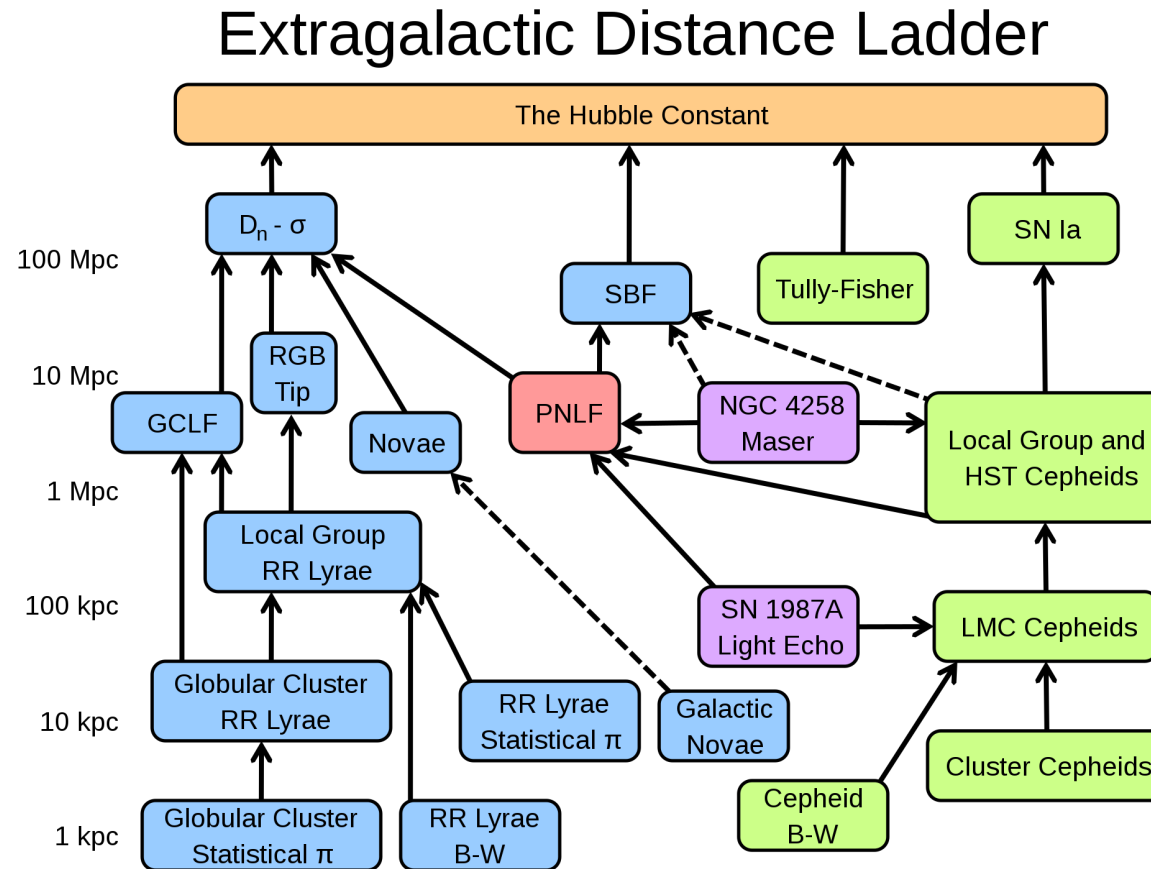 Extragalactic Distance Ladder
The Hubble Constant
Dn - σ
SN Ia
100 Mpc
SBF
Tully-Fisher
RGB
Tip
10 Mpc
GCLF
Novae
PNLF
NGC 4258
Maser
Local Group and
HST Cepheids
1 Mpc
Local Group
RR Lyrae
100 kpc
SN 1987A
Light Echo
LMC Cepheids
Globular Cluster
RR Lyrae
10 kpc
RR Lyrae
Statistical π
Galactic
Novae
Cluster Cepheids
Cepheid
B-W
1 kpc
Globular Cluster
Statistical π
RR Lyrae
B-W